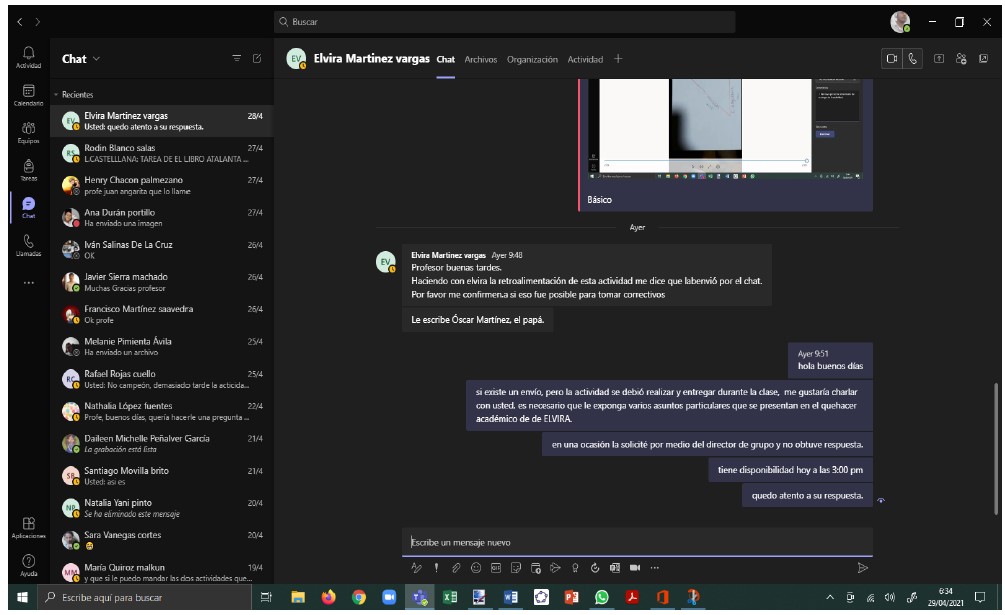 Buscar
Actividad
Calendario
Equipos
Tareas
Chat
Llamadas
Aplicaciones
Ayuda
Chat
Recientes
Elvira Martinez vargas 28/4
Usted: quedo atento a su respuesta.
Rodin Blanco salas 27/4
L.CASTELLLANA: TAREA DE EL LIBRO ATALANTA ...
Henry Chacon palmezano 27/4
profe juan angarita que lo llame
Ana Durán portillo 27/4
Ha enviado una imagen
Iván Salinas De La Cruz 26/4
OK
Javier Sierra machado 26/4
Muchas Gracias profesor
Francisco Martínez saavedra 26/4
Ok profe
Melanie Pimienta Ávila 25/4
Ha enviado un archivo
Rafael Rojas cuello 25/4
Usted: No campeón, demasiado tarde la acticida...
Nathalia López fuentes 22/4
Profe, buenos días, quería hacerle una pregunta ...
Daileen Michelle Peñalver García 21/4
La grabación está lista
Santiago Movilla brito 21/4
Usted: asi es
Natalia Yani pinto 20/4
Se ha eliminado este mensaje
Sara Vanegas cortes 20/4
María Quiroz malkun 19/4
y que si le puedo mandar las dos actividades que...
EV Elvira Martinez vargas Chat Archivos Organización Actividad
Básico
Ayer
Elvira Martinez vargas Ayer 9:48
Profesor buenas tardes.
Haciendo con elvira la retroalimentación de esta actividad me dice que labenvió por el chat.
Por favor me confirmen.a si eso fue posible para tomar correctivos
Le escribe Óscar Martínez, el papá.
Ayer 9:51
hola buenos días
si existe un envío, pero la actividad se debió realizar y entregar durante la clase, me gustaría charlar
con usted. es necesario que le exponga varios asuntos particulares que se presentan en el quehacer
académico de de ELVIRA.
en una ocasión la solicité por medio del director de grupo y no obtuve respuesta.
tiene disponibilidad hoy a las 3:00 pm
quedo atento a su respuesta.
Escribe un mensaje nuevo
Escribe aquí para buscar
6:34
29/04/2021